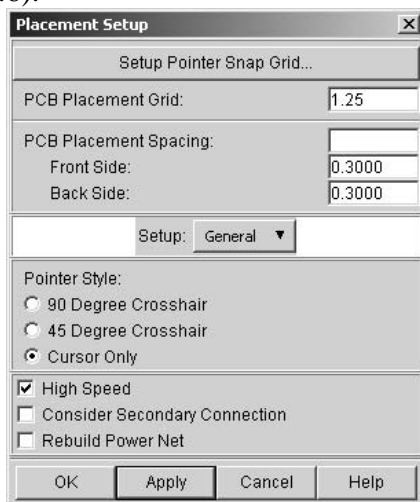 Placement Setup
Setup Pointer Snap Grid...
PCB Placement Grid: 1.25
PCB Placement Spacing:
Front Side: 0.3000
Back Side: 0.3000
Setup: General
Pointer Style:
90 Degree Crosshair
45 Degree Crosshair
Cursor Only
High Speed
Consider Secondary Connection
Rebuild Power Net
OK Apply Cancel Help